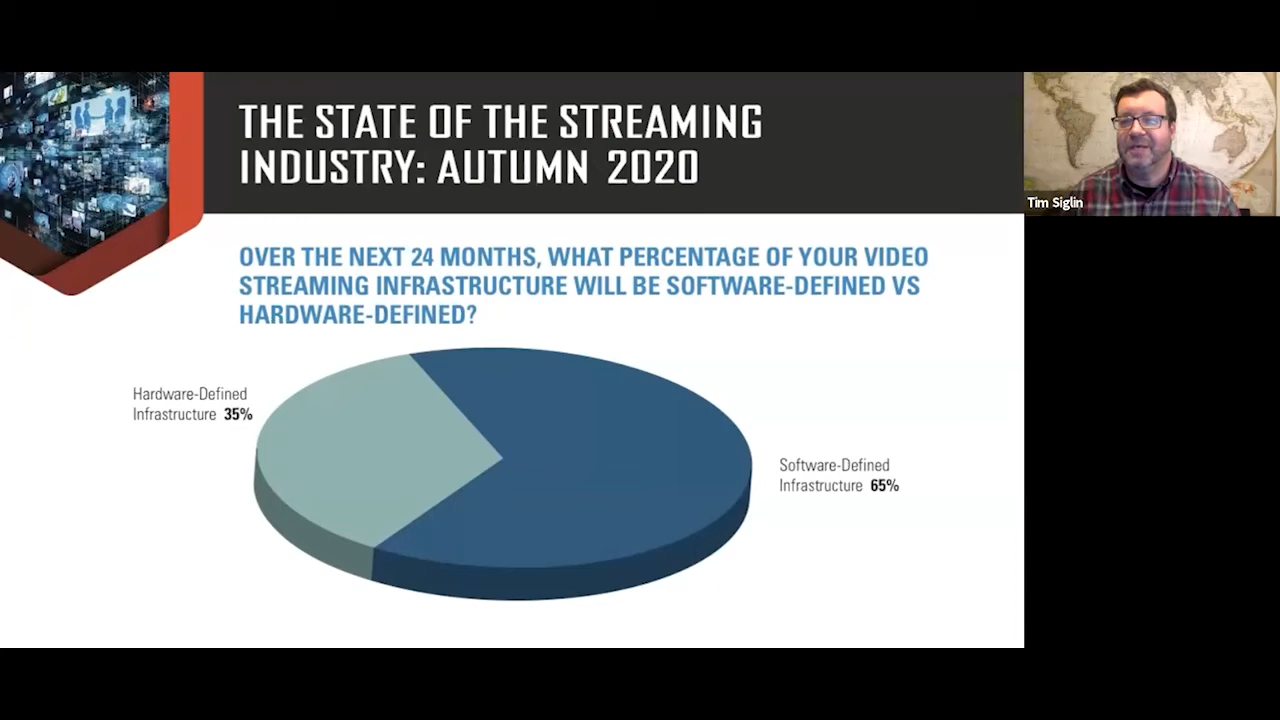 THE STATE OF THE STREAMING
INDUSTRY: AUTUMN 2020
Tim Siglin
OVER THE NEXT 24 MONTHS, WHAT PERCENTAGE OF YOUR VIDEO
STREAMING INFRASTRUCTURE WILL BE SOFTWARE-DEFINED VS
HARDWARE-DEFINED?
Hardware-Defined
Infrastructure 35%
Software-Defined
Infrastructure 65%